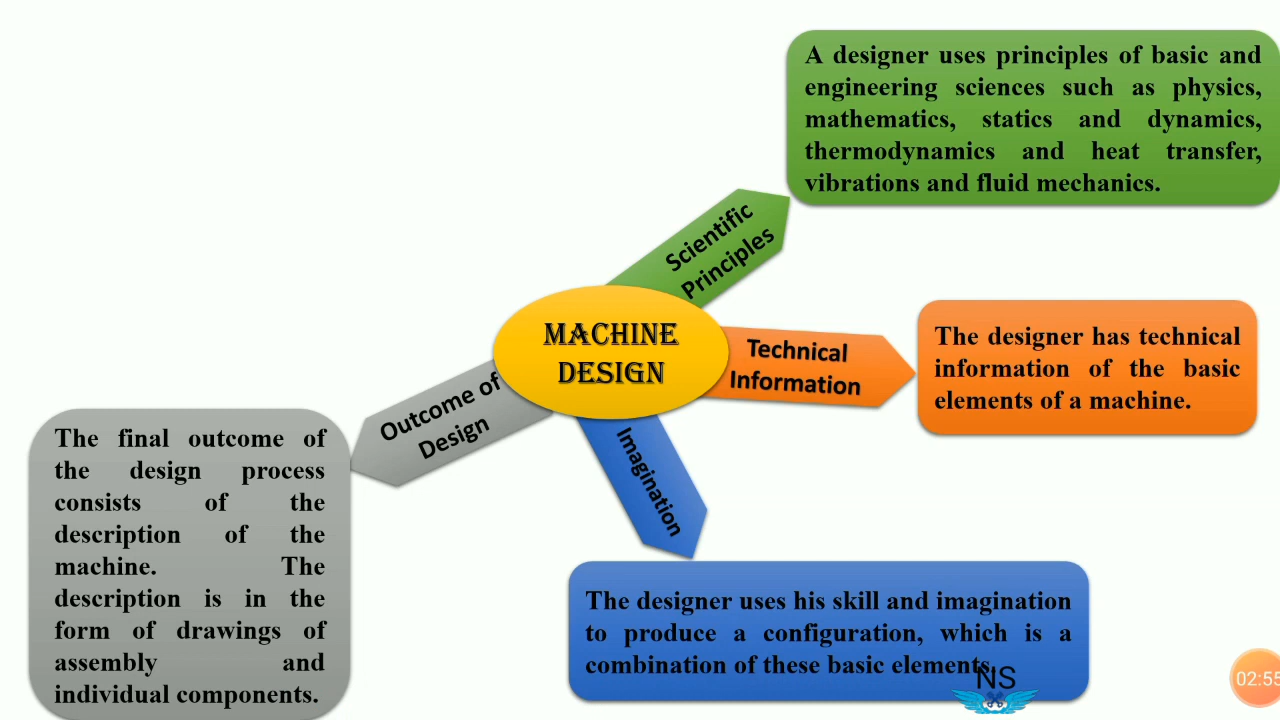 A designer uses principles of basic and
engineering sciences such as physics,
mathematics, statics and dynamics,
thermodynamics and heat transfer,
vibrations and fluid mechanics.
Scientific
Principles
MACHINE
DESIGN
Technical
Information
The designer has technical
information of the basic
elements of a machine.
Outcome of
Design
Imagination
The final outcome of
the design process
consists of the
description of the
machine. The
description is in the
form of drawings of
assembly and
individual components.
The designer uses his skill and imagination
to produce a configuration, which is a
combination of these basic elements.
NS
02:55